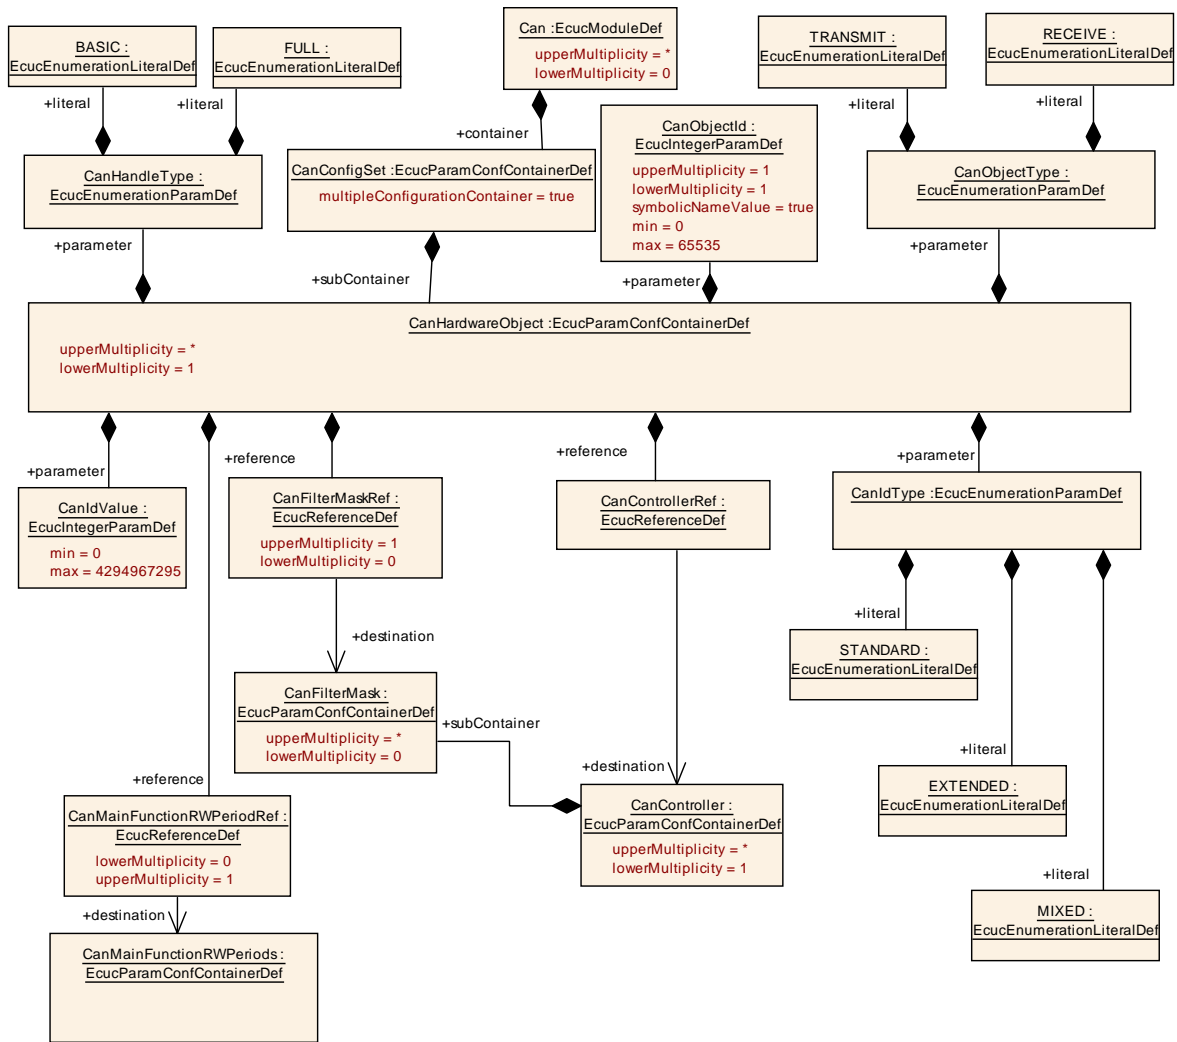 BASIC :
EcucEnumerationLiteralDef
FULL :
EcucEnumerationLiteralDef
Can :EcucModuleDef
upperMultiplicity = *
lowerMultiplicity = 0
TRANSMIT :
EcucEnumerationLiteralDef
RECEIVE :
EcucEnumerationLiteralDef
+literal
+literal
+container
+literal
+literal
CanHandleType :
EcucEnumerationParamDef
CanConfigSet :EcucParamConfContainerDef
multipleConfigurationContainer = true
CanObjectId :
EcucIntegerParamDef
upperMultiplicity = 1
lowerMultiplicity = 1
symbolicNameValue = true
min = 0
max = 65535
CanObjectType :
EcucEnumerationParamDef
+parameter
+subContainer
+parameter
+parameter
CanHardwareObject :EcucParamConfContainerDef
upperMultiplicity = *
lowerMultiplicity = 1
+parameter
+reference
+reference
+parameter
CanIdValue :
EcucIntegerParamDef
min = 0
max = 4294967295
CanFilterMaskRef :
EcucReferenceDef
upperMultiplicity = 1
lowerMultiplicity = 0
CanControllerRef :
EcucReferenceDef
CanIdType :EcucEnumerationParamDef
+destination
+literal
STANDARD :
EcucEnumerationLiteralDef
CanFilterMask :
EcucParamConfContainerDef
upperMultiplicity = *
lowerMultiplicity = 0
+subContainer
+literal
+reference
+destination
EXTENDED :
EcucEnumerationLiteralDef
CanMainFunctionRWPeriodRef :
EcucReferenceDef
lowerMultiplicity = 0
upperMultiplicity = 1
CanController :
EcucParamConfContainerDef
upperMultiplicity = *
lowerMultiplicity = 1
+literal
+destination
MIXED :
EcucEnumerationLiteralDef
CanMainFunctionRWPeriods:
EcucParamConfContainerDef